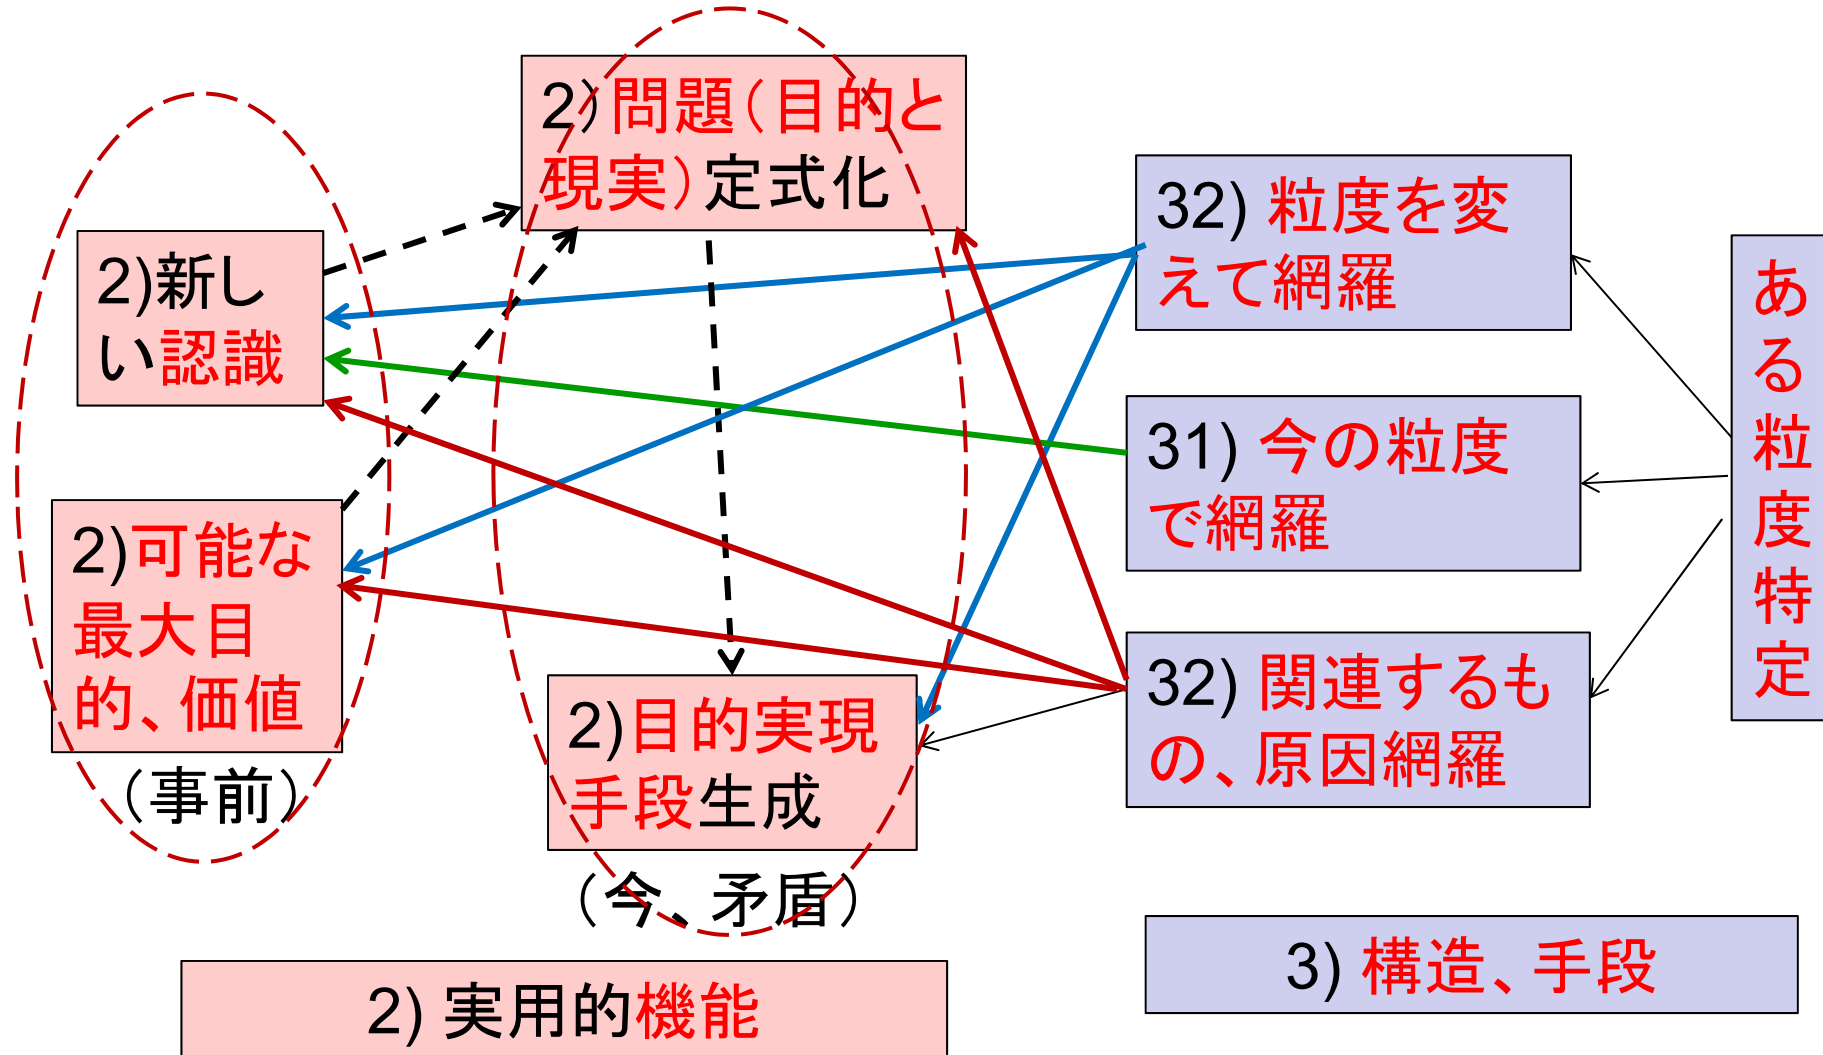 2)問題(目的と
現実)定式化
2)新し
い認識
2)可能な
最大目
的、価値
(事前)
2)目的実現
手段生成
(今、矛盾)
2) 実用的機能
32) 粒度を変
えて網羅
31) 今の粒度
で網羅
32) 関連するも
の、原因網羅
3) 構造、手段
ある粒度特定